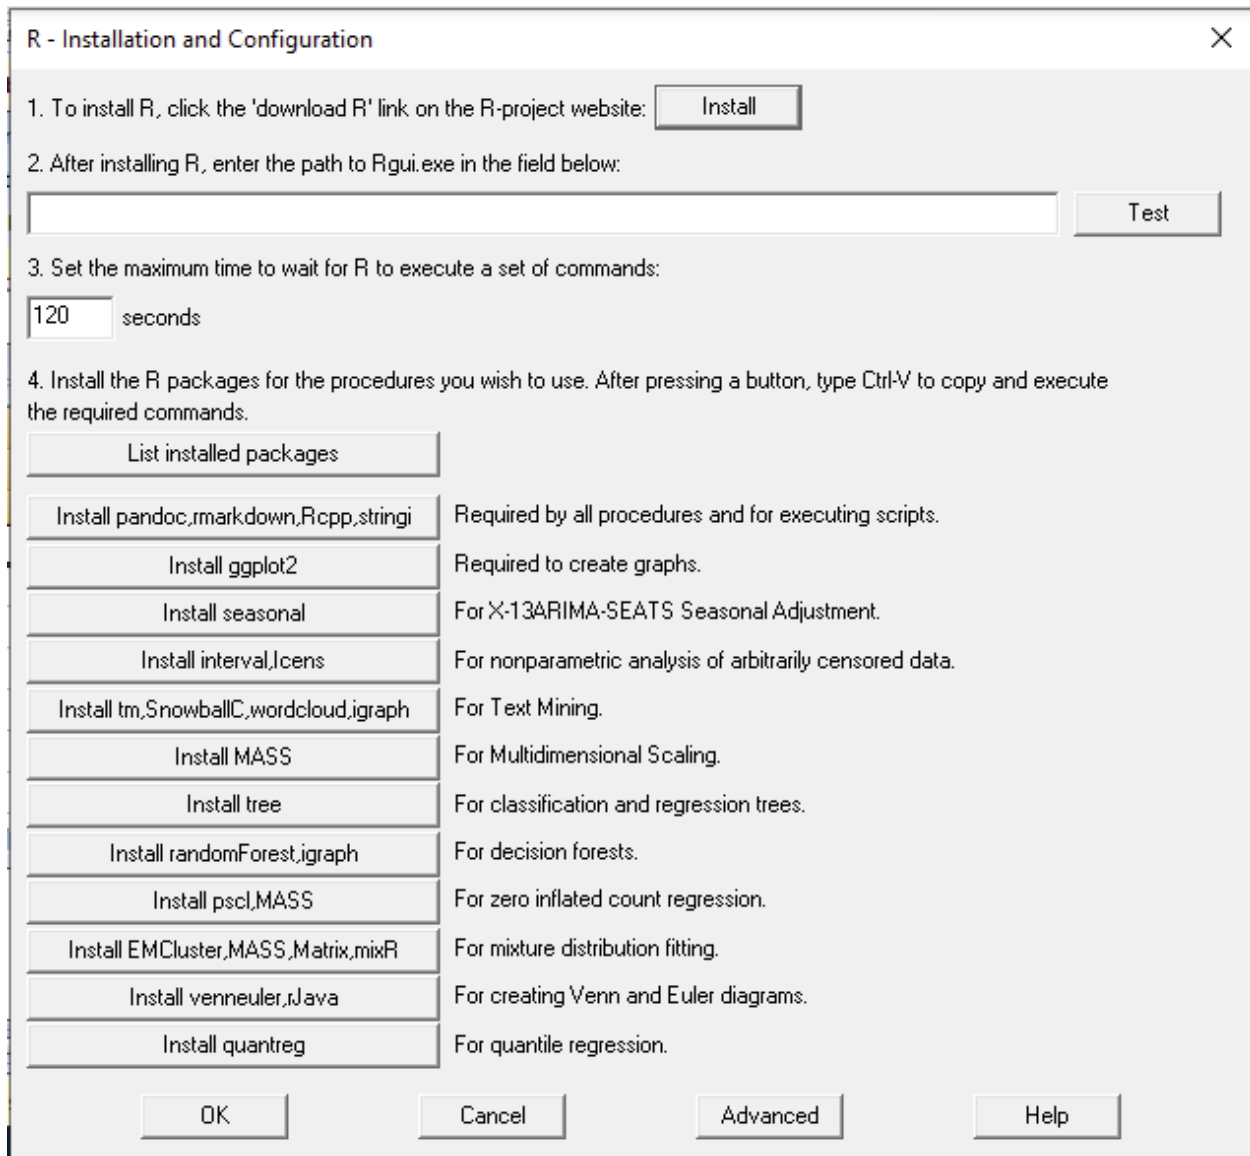 R - Installation and Configuration
1. To install R, click the 'download R' link on the R-project website: Install
2. After installing R, enter the path to Rgui.exe in the field below:
Test
3. Set the maximum time to wait for R to execute a set of commands:
120 seconds
4. Install the R packages for the procedures you wish to use. After pressing a button, type Ctrl-V to copy and execute
the required commands.
List installed packages
Install pandoc,rmarkdown,Rcpp,stringi Required by all procedures and for executing scripts.
Install ggplot2 Required to create graphs.
Install seasonal For X-13ARIMA-SEATS Seasonal Adjustment.
Install interval,Icens For nonparametric analysis of arbitrarily censored data.
Install tm,SnowballC,wordcloud,igraph For Text Mining.
Install MASS For Multidimensional Scaling.
Install tree For classification and regression trees.
Install randomForest,igraph For decision forests.
Install pscl,MASS For zero inflated count regression.
Install EMCluster,MASS,Matrix,mixR For mixture distribution fitting.
Install venneuler,rJava For creating Venn and Euler diagrams.
Install quantreg For quantile regression.
OK Cancel Advanced Help